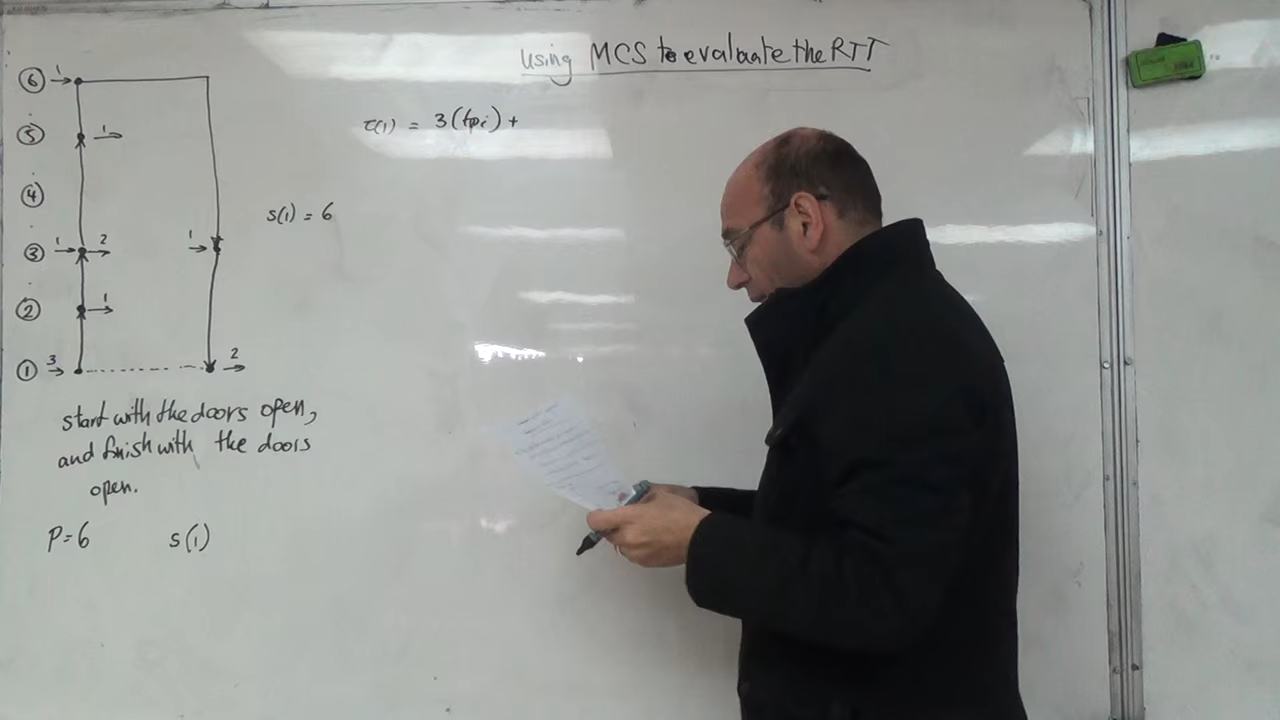 using MCS to evaluate the RTT
τ(1) = 3(tpi) +
⑥ 1
⑤ 1
④
s(1) = 6
③ 1 2 1
② 1
① 3 2
start with the doors open,
and finish with the doors
open.
P=6 s(1)